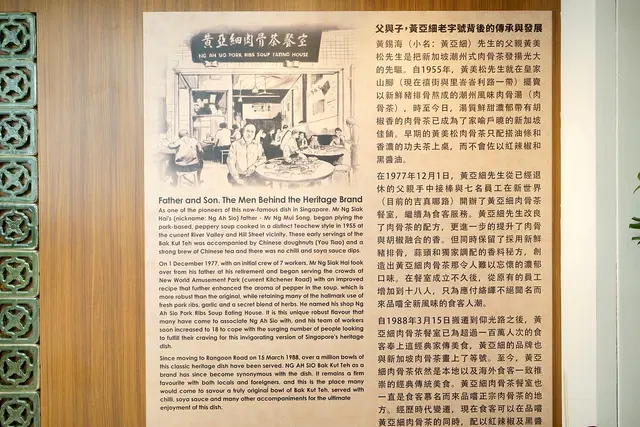 黃亞細肉骨茶餐室
NG AH SIO PORK RIBS SOUP EATING HOUSE
Father and Son. The Men Behind the Heritage Brand
As one of the pioneers of this now-famous dish in Singapore, Mr Ng Siak
Hai's (nickname: Ng Ah Sio) father - Mr Ng Mui Song, began plying the
pork-based, peppery soup cooked in a distinct Teochew style in 1955 at
the current River Valley and Hill Street vicinity. These early servings of the
Bak Kut Teh was accompanied by Chinese doughnuts (You Tiao) and a
strong brew of Chinese tea and there was no chilli and soya sauce dips.
On 1 December 1977, with an initial crew of 7 workers, Mr Ng Siak Hai took
over from his father at his retirement and began serving the crowds at
New World Amusement Park (current Kitchener Road) with an improved
recipe that further enhanced the aroma of pepper in the soup, which is
more robust than the original, while retaining many of the hallmark use of
fresh pork ribs, garlic and a secret blend of herbs. He named his shop Ng
Ah Sio Pork Ribs Soup Eating House. It is this unique robust flavour that
many have come to associate Ng Ah Sio with, and his team of workers
soon increased to 18 to cope with the surging number of people looking
to fulfill their craving for this invigorating version of Singapore's heritage
dish.
Since moving to Rangoon Road on 15 March 1988, over a million bowls of
this classic heritage dish have been served. NG AH SIO Bak Kut Teh as a
brand has since become synonymous with the dish. It remains a firm
favourite with both locals and foreigners, and this is the place many
would come to savour a truly original bowl of Bak Kut Teh, served with
chilli, soya sauce and many other accompaniments for the ultimate
enjoyment of this dish.
父與子，黃亞細老字號背後的傳承與發展
黃錫海（小名：黃亞細）先生的父親黃美
松先生是把新加坡潮州式肉骨茶發揚光大
的先驅。自1955年，黃美松先生就在皇家
山腳（現在禧街與里峇峇利路一帶）擺賣
以新鮮豬排骨熬成的潮州風味肉骨湯（肉
骨茶），時至今日，湯質鮮甜濃郁帶有胡
椒香的肉骨茶已成為了家喻戶曉的新加坡
佳餚。早期的黃美松肉骨茶只配搭油條和
香濃的功夫茶上桌，而不會佐以紅辣椒和
黑醬油。
在1977年12月1日，黃錫海先生從已經退
休的父親手中接棒與七名員工在新世界
（目前的吉真哪路）開辦了黃亞細肉骨茶
餐室，繼續為食客服務。黃亞細先生改良
了肉骨茶的配方，更進一步的提升了肉骨
與胡椒融合的香。但同時保留了採用新鮮
豬排骨，蒜頭和獨家調配的香料秘方，創
造出黃亞細肉骨茶那令人難以忘懷的濃郁
口味。在餐室成立不久後，從原有的員工
增加到十八人，只為應付絡繹不絕聞名而
來品嚐全新風味的食客人潮。
自1988年3月15日搬遷到仰光路之後，黃
亞細肉骨茶餐室已為超過一百萬人次的食
客奉上這經典家傳美食，黃亞細的品牌也
與新加坡肉骨茶畫上了等號。至今，黃亞
細肉骨茶依然是本地以及海外食客一致推
崇的經典傳統美食。黃亞細肉骨茶餐室也
一直是食客慕名而來品嚐正宗肉骨茶的地
方。經歷時代變遷，現在食客可以在品嚐
黃亞細肉骨茶的同時，配以紅辣椒及黑醬